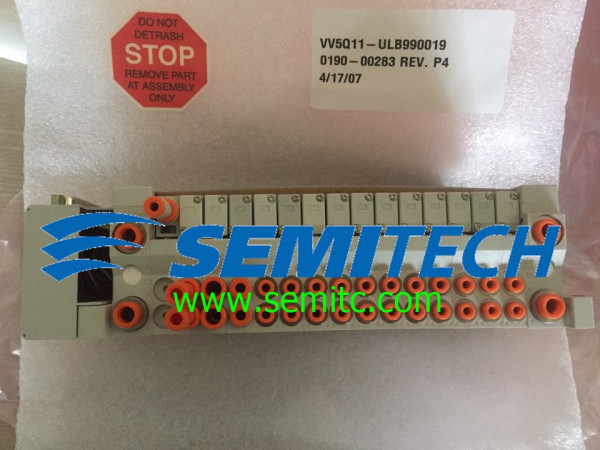 DO NOT
DETRASH
STOP
REMOVE PART
AT ASSEMBLY
ONLY
VV5Q11-ULB990019
0190-00283 REV. P4
4/17/07
SEMITECH
www.semitc.com